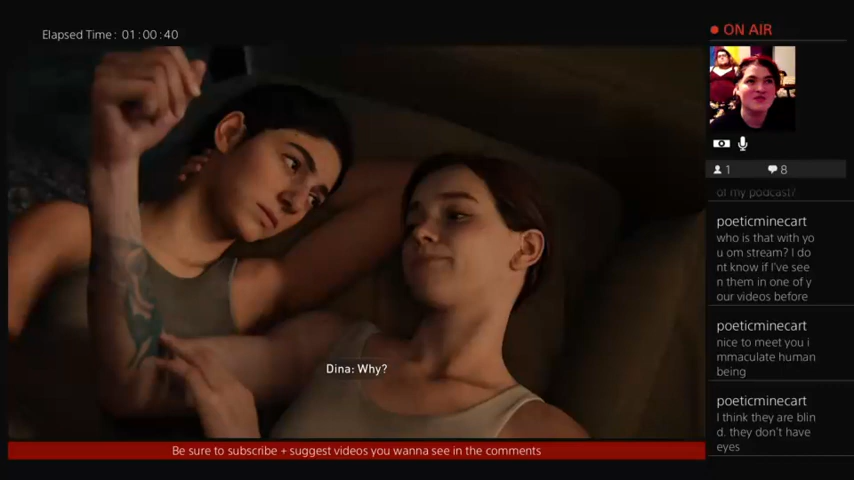 Elapsed Time: 01:00:40
ON AIR
1
8
of my podcast?
poeticminecart
who is that with yo
u om stream? I do
nt know if I've see
n them in one of y
our videos before
poeticminecart
nice to meet you i
mmaculate human
being
poeticminecart
I think they are blin
d. they don't have
eyes
Dina: Why?
Be sure to subscribe + suggest videos you wanna see in the comments